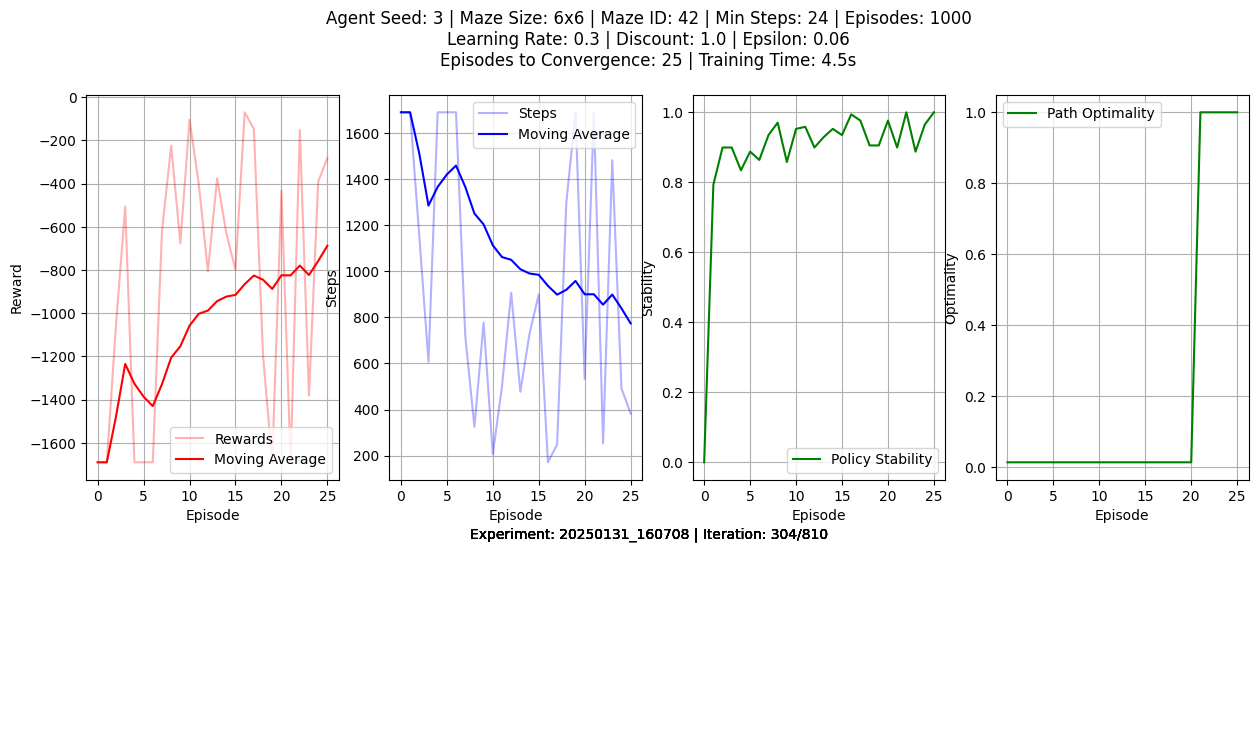 Agent Seed: 3 | Maze Size: 6x6 | Maze ID: 42 | Min Steps: 24 | Episodes: 1000
Learning Rate: 0.3 | Discount: 1.0 | Epsilon: 0.06
Episodes to Convergence: 25 | Training Time: 4.5s
Reward
0
−200
−400
−600
−800
−1000
−1200
−1400
−1600
Rewards
Moving Average
0 5 10 15 20 25
Episode
Steps
1600
1400
1200
1000
800
600
400
200
Steps
Moving Average
0 5 10 15 20 25
Episode
Stability
1.0
0.8
0.6
0.4
0.2
0.0
Policy Stability
0 5 10 15 20 25
Episode
Optimality
1.0
0.8
0.6
0.4
0.2
0.0
Path Optimality
0 5 10 15 20 25
Episode
Experiment: 20250131_160708 | Iteration: 304/810